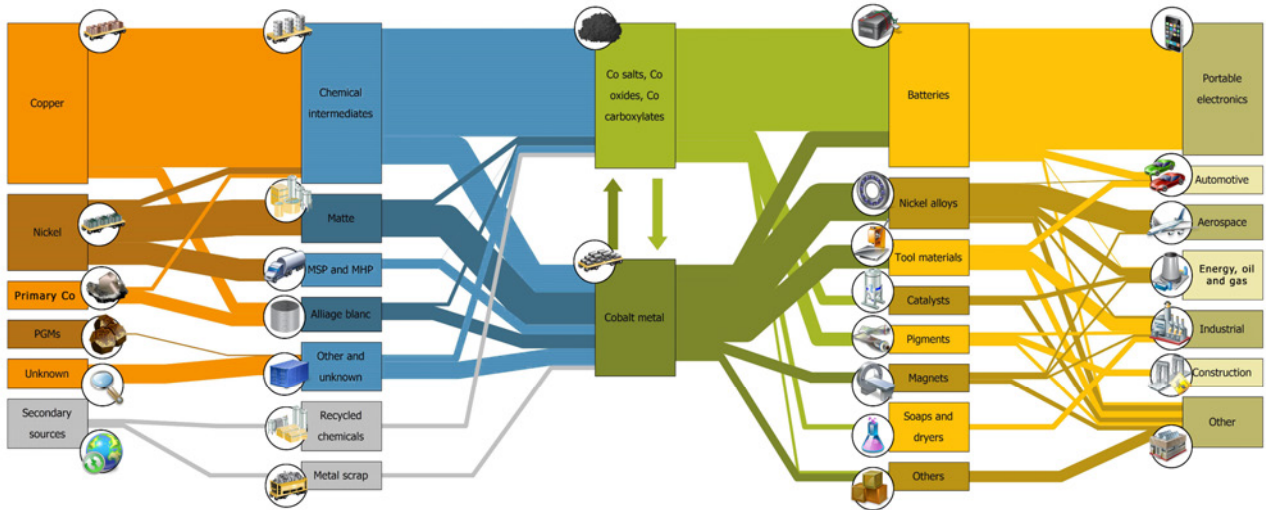 Copper
Nickel
Primary Co
PGMs
Unknown
Secondary
sources
Chemical
intermediates
Matte
MSP and MHP
Alliage blanc
Other and
unknown
Recycled
chemicals
Metal scrap
Co salts, Co
oxides, Co
carboxylates
Cobalt metal
Batteries
Nickel alloys
Tool materials
Catalysts
Pigments
Magnets
Soaps and
dryers
Others
Portable
electronics
Automotive
Aerospace
Energy, oil
and gas
Industrial
Construction
Other